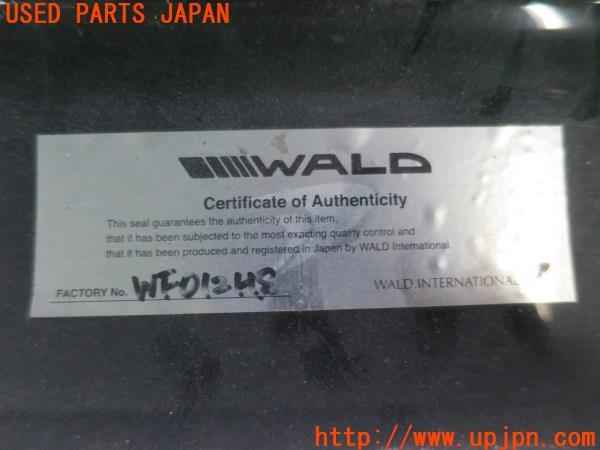 USED PARTS JAPAN
WALD
Certificate of Authenticity
This seal guarantees the authenticity of this item,
that it has been subjected to the most exacting quality control and
that it has been produced and registered in Japan by WALD International.
FACTORY No.
WALD.INTERNATIONAL
http://www.upjpn.com/